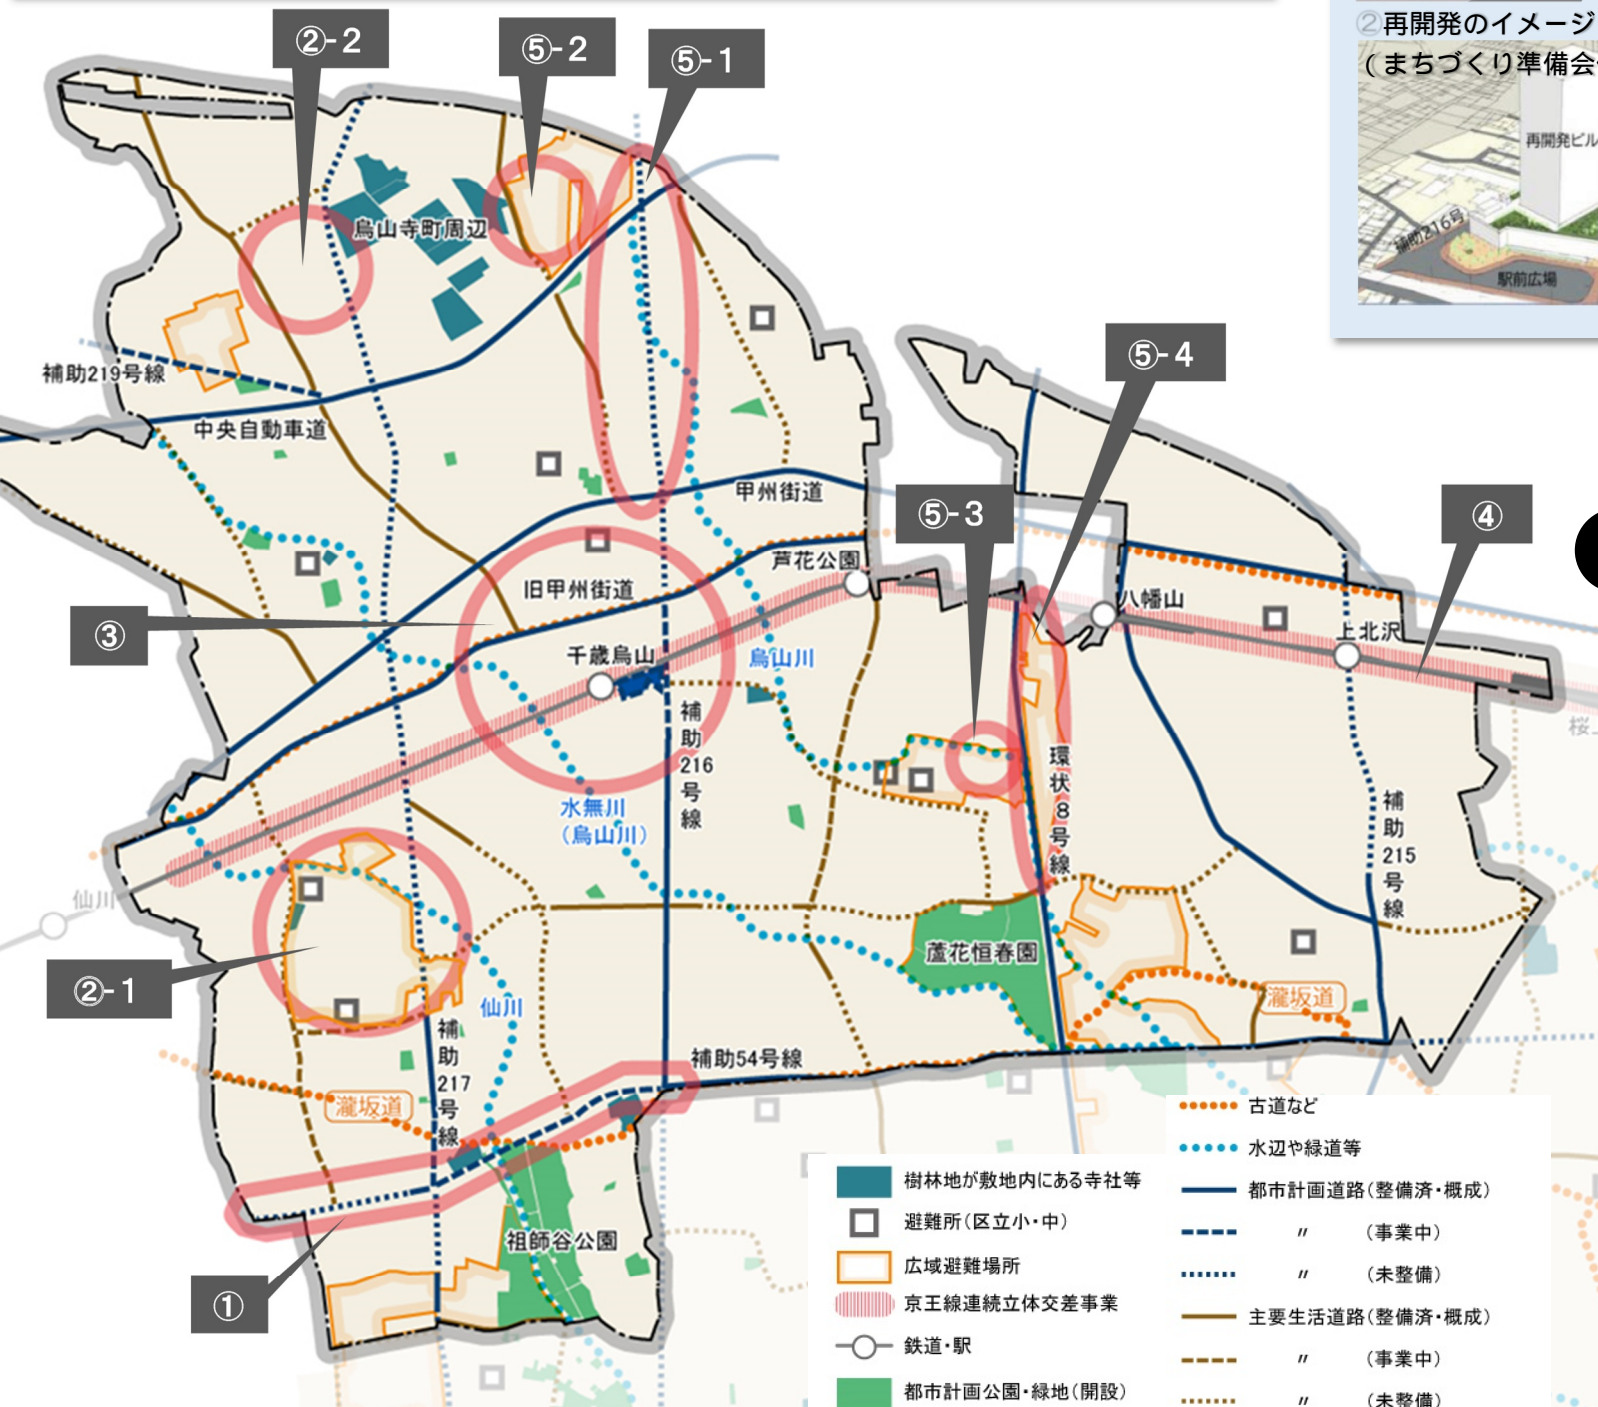 ②-2
⑤-2
⑤-1
②再開発のイメージ
(まちづくり準備会
再開発ビル
補助216号
駅前広場
烏山寺町周辺
補助219号線
中央自動車道
⑤-4
甲州街道
⑤-3
④
芦花公園
旧甲州街道
八幡山
③
上北沢
千歳烏山
烏山川
補助216号線
環状8号線
桜上
水無川
(烏山川)
補助215号線
仙川
蘆花恒春園
②-1
仙川
瀧坂道
補助217号線
補助54号線
瀧坂道
祖師谷公園
①
樹林地が敷地内にある寺社等
避難所(区立小・中)
広域避難場所
京王線連続立体交差事業
鉄道・駅
都市計画公園・緑地(開設)
古道など
水辺や緑道等
都市計画道路(整備済・概成)
〃 (事業中)
〃 (未整備)
主要生活道路(整備済・概成)
〃 (事業中)
〃 (未整備)